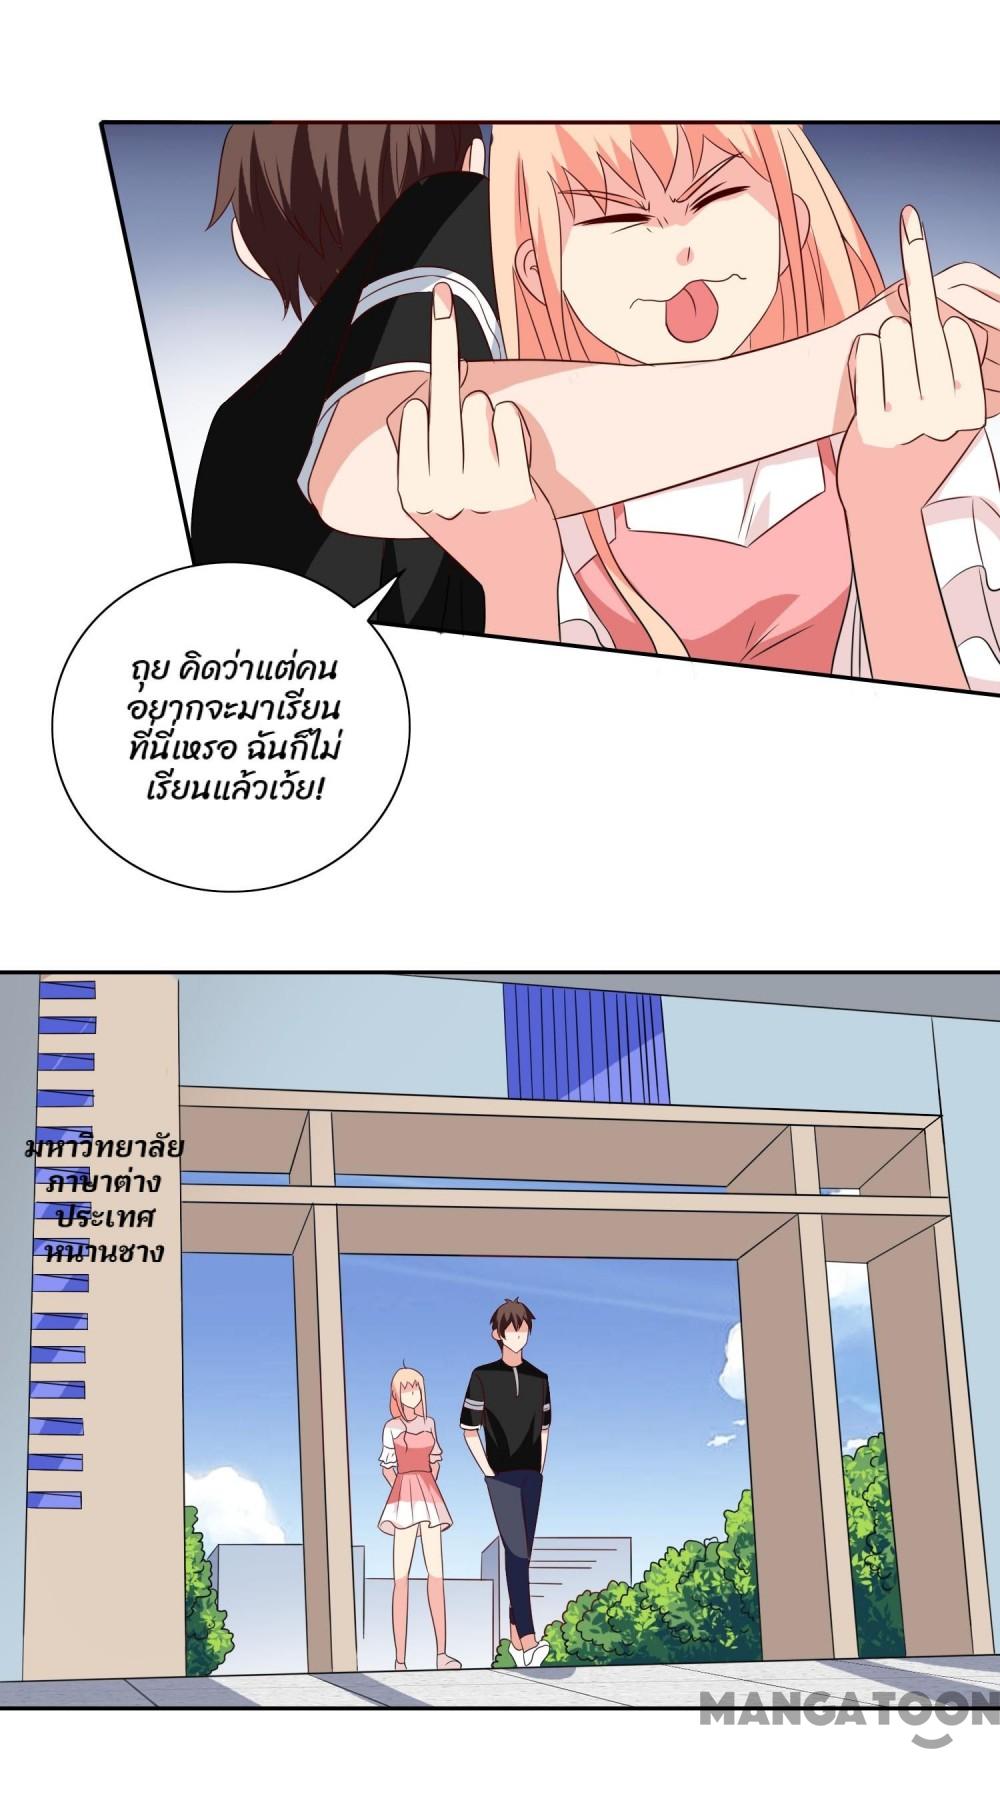 ถุย คิดว่าแต่คน
อยากจะมาเรียน
ที่นี่เหรอ ฉันก็ไม่
เรียนแล้วเว้ย!
มหาวิทยาลัย
ภาษาต่าง
ประเทศ
หนานชาง
MANGATOON